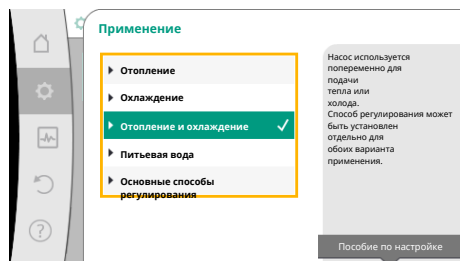 Применение
Отопление
Охлаждение
Отопление и охлаждение
Питьевая вода
Основные способы
регулирования
Насос используется
попеременно для
подачи
тепла или
холода.
Способ регулирования может
быть установлен
отдельно для
обоих варианта
применения.
Пособие по настройке